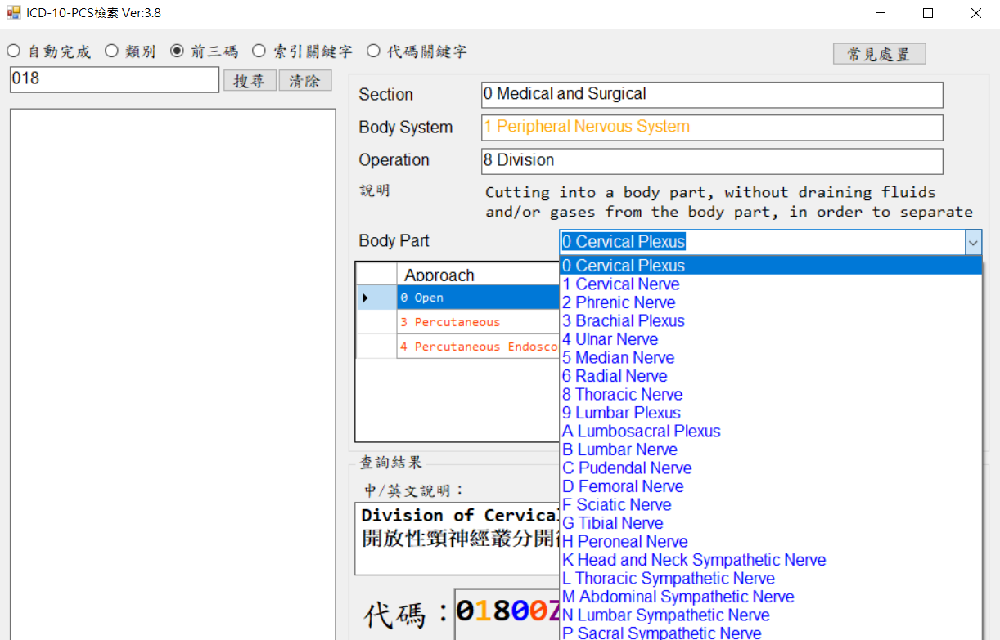 ICD-10-PCS檢索 Ver:3.8
自動完成 類別 前三碼 索引關鍵字 代碼關鍵字
常見處置
018
搜尋 清除
Section
0 Medical and Surgical
Body System
1 Peripheral Nervous System
Operation
8 Division
說明
Cutting into a body part, without draining fluids
and/or gases from the body part, in order to separate
Body Part
0 Cervical Plexus
Approach
0 Open
3 Percutaneous
4 Percutaneous Endosco
0 Cervical Plexus
1 Cervical Nerve
2 Phrenic Nerve
3 Brachial Plexus
4 Ulnar Nerve
5 Median Nerve
6 Radial Nerve
8 Thoracic Nerve
9 Lumbar Plexus
A Lumbosacral Plexus
B Lumbar Nerve
C Pudendal Nerve
D Femoral Nerve
F Sciatic Nerve
G Tibial Nerve
H Peroneal Nerve
K Head and Neck Sympathetic Nerve
L Thoracic Sympathetic Nerve
M Abdominal Sympathetic Nerve
N Lumbar Sympathetic Nerve
P Sacral Sympathetic Nerve
查詢結果
中/英文說明：
Division of Cervical
開放性頸神經叢分開
代碼：01800Z